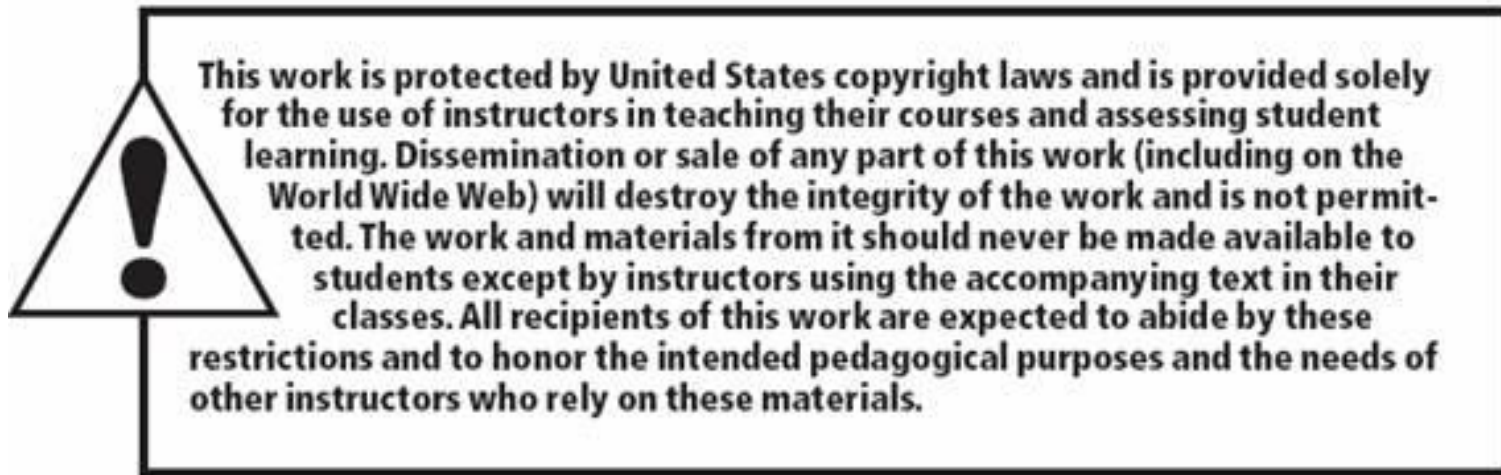 This work is protected by United States copyright laws and is provided solely
for the use of instructors in teaching their courses and assessing student
learning. Dissemination or sale of any part of this work (including on the
World Wide Web) will destroy the integrity of the work and is not permit-
ted. The work and materials from it should never be made available to
students except by instructors using the accompanying text in their
classes. All recipients of this work are expected to abide by these
restrictions and to honor the intended pedagogical purposes and the needs of
other instructors who rely on these materials.